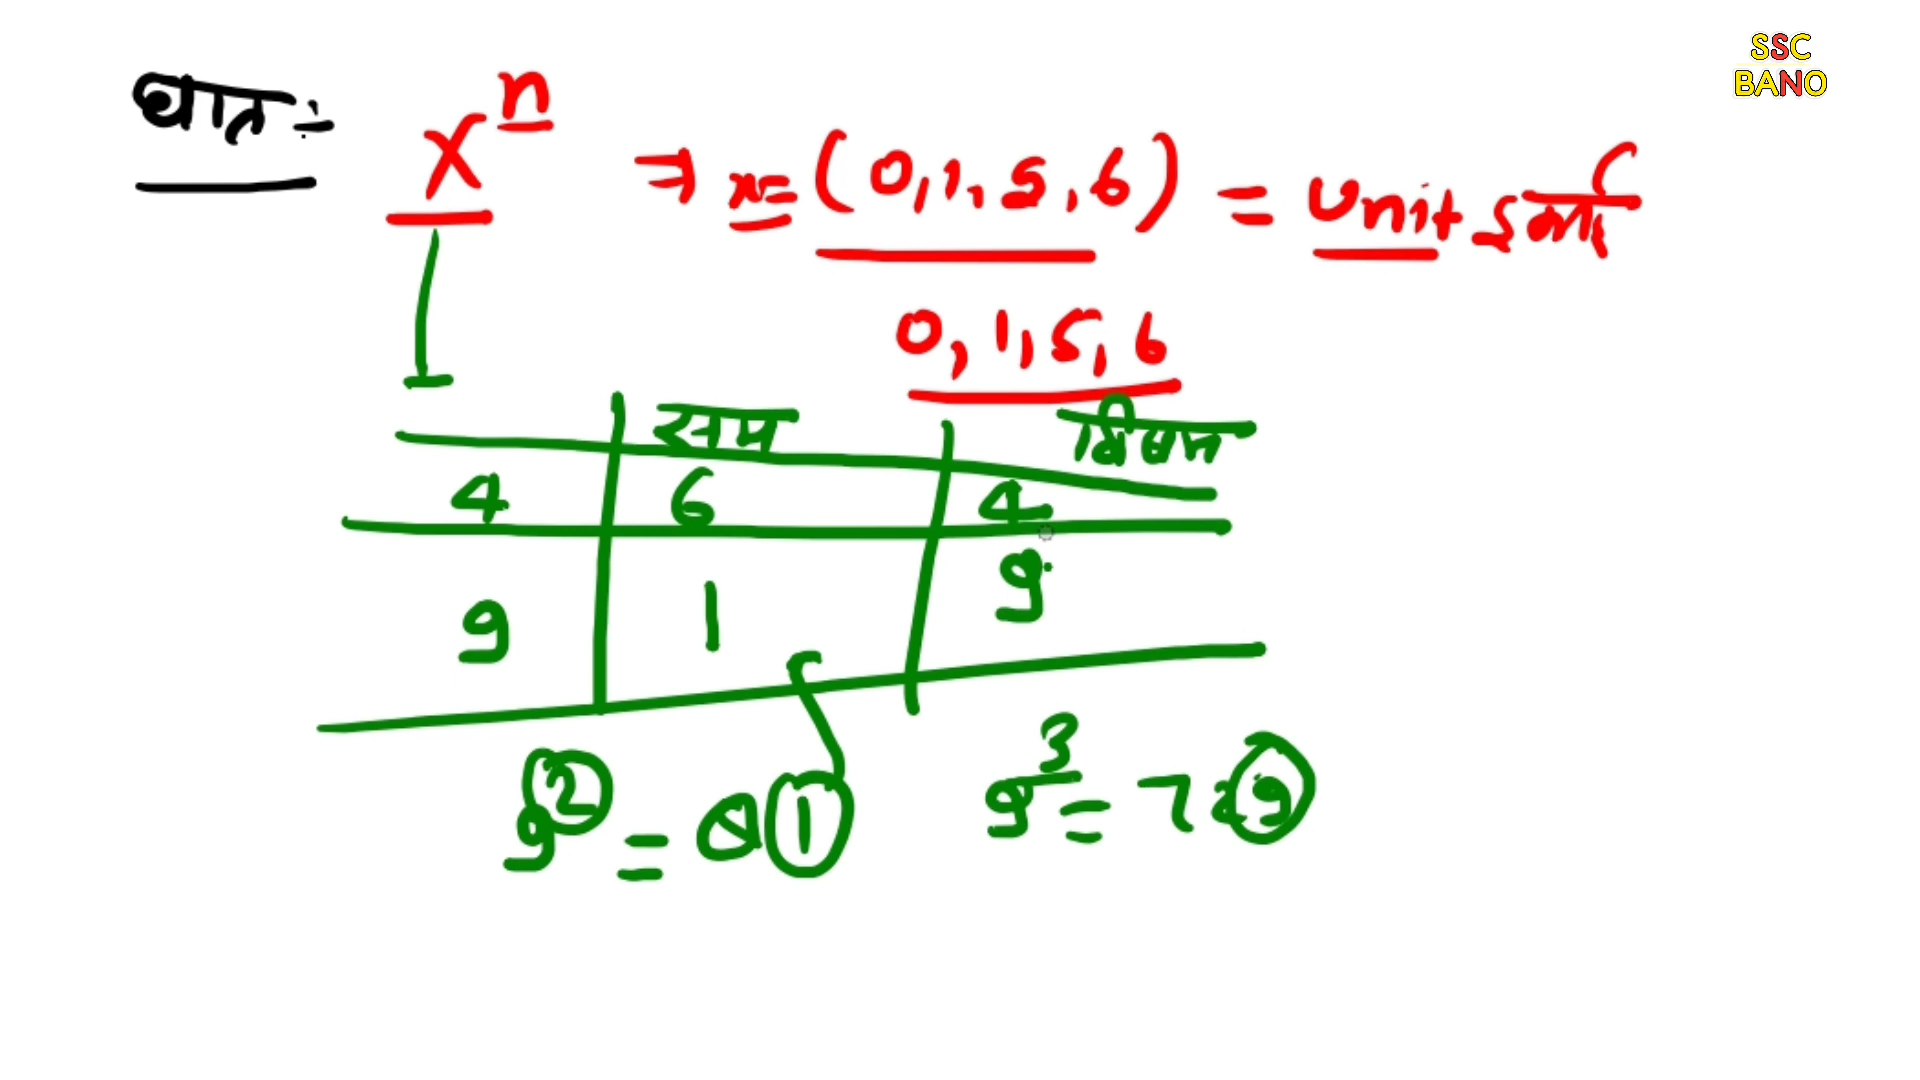 SSC
BANO
घात :-
x^n ⇒ x = (0, 1, 5, 6) = Unit इकाई
0, 1, 5, 6
सम विषम
4 6 4
9 1 9
9^2 = 81 9^3 = 729